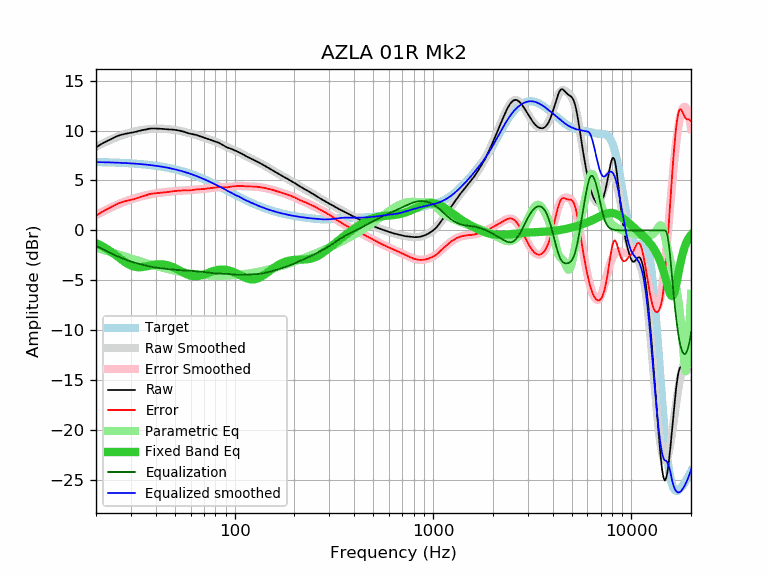 AZLA 01R Mk2
15
10
5
0
−5
−10
−15
−20
−25
Amplitude (dBr)
Target
Raw Smoothed
Error Smoothed
Raw
Error
Parametric Eq
Fixed Band Eq
Equalization
Equalized smoothed
100
1000
10000
Frequency (Hz)